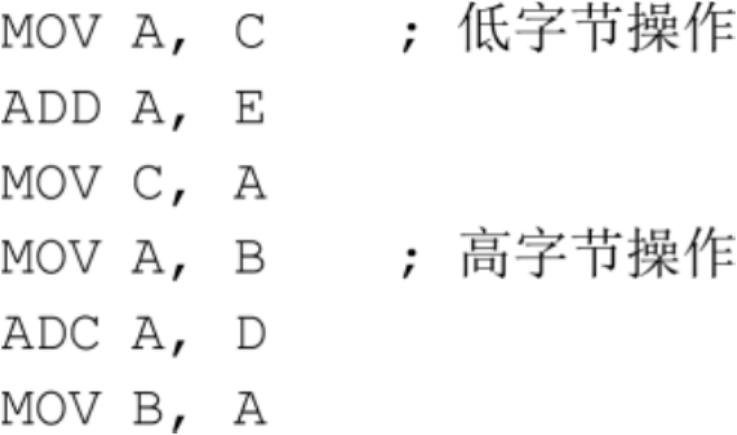 MOV A, C ; 低字节操作
ADD A, E
MOV C, A
MOV A, B ; 高字节操作
ADC A, D
MOV B, A